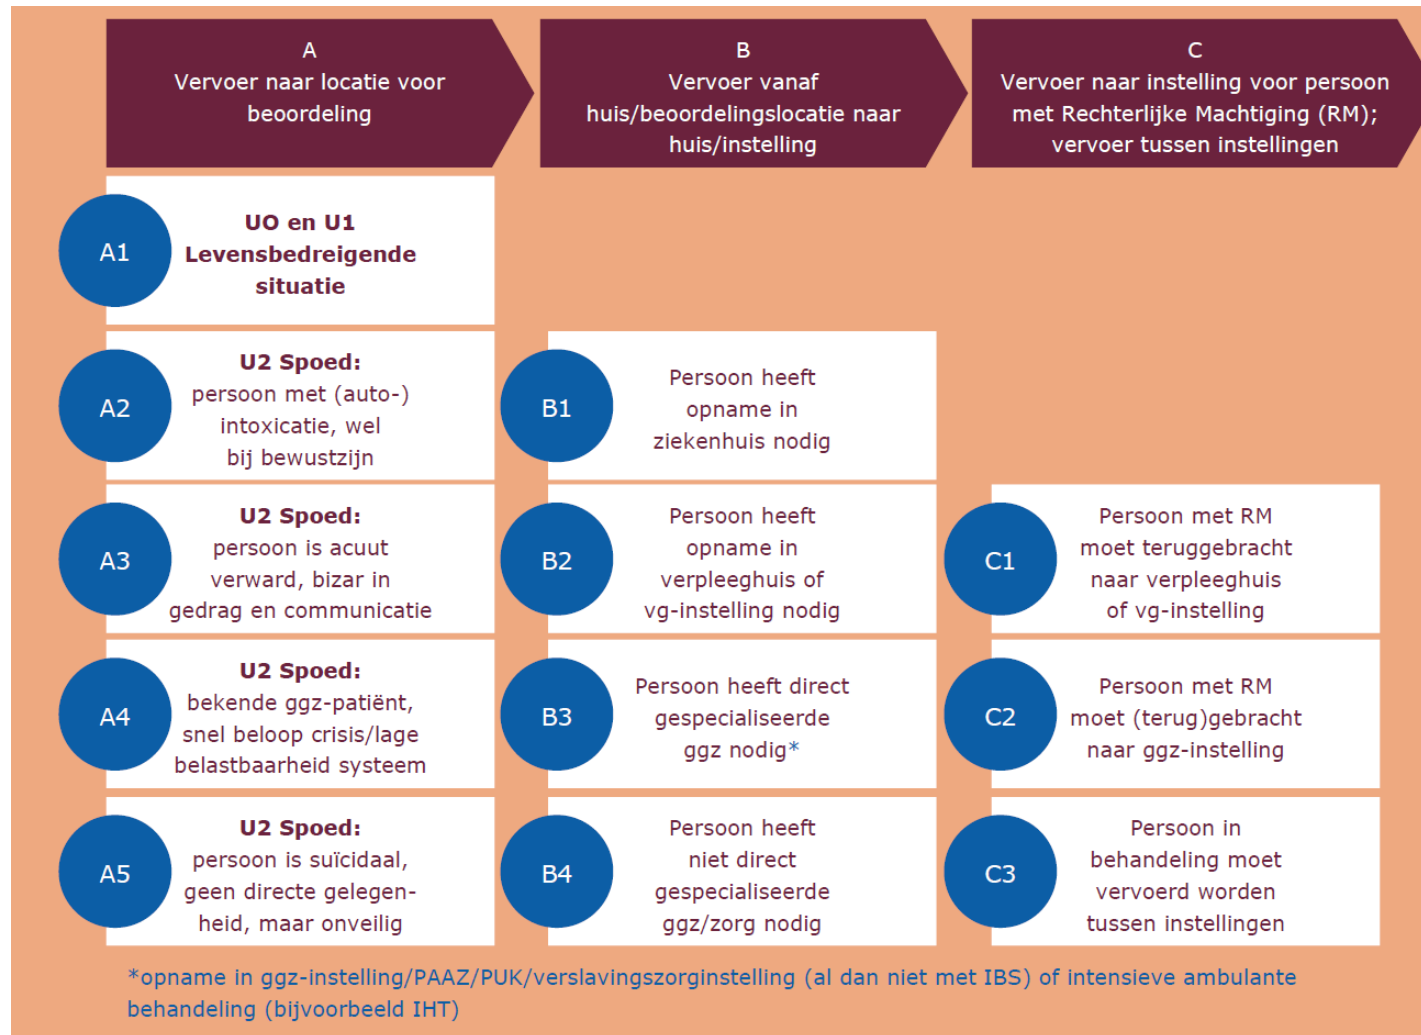 A
Vervoer naar locatie voor
beoordeling
B
Vervoer vanaf
huis/beoordelingslocatie naar
huis/instelling
C
Vervoer naar instelling voor persoon
met Rechterlijke Machtiging (RM);
vervoer tussen instellingen
A1
UO en U1
Levensbedreigende
situatie
A2
U2 Spoed:
persoon met (auto-)
intoxicatie, wel
bij bewustzijn
B1
Persoon heeft
opname in
ziekenhuis nodig
A3
U2 Spoed:
persoon is acuut
verward, bizar in
gedrag en communicatie
B2
Persoon heeft
opname in
verpleeghuis of
vg-instelling nodig
C1
Persoon met RM
moet teruggebracht
naar verpleeghuis
of vg-instelling
A4
U2 Spoed:
bekende ggz-patiënt,
snel beloop crisis/lage
belastbaarheid systeem
B3
Persoon heeft direct
gespecialiseerde
ggz nodig*
C2
Persoon met RM
moet (terug)gebracht
naar ggz-instelling
A5
U2 Spoed:
persoon is suïcidaal,
geen directe gelegen-
heid, maar onveilig
B4
Persoon heeft
niet direct
gespecialiseerde
ggz/zorg nodig
C3
Persoon in
behandeling moet
vervoerd worden
tussen instellingen
*opname in ggz-instelling/PAAZ/PUK/verslavingszorginstelling (al dan niet met IBS) of intensieve ambulante
behandeling (bijvoorbeeld IHT)